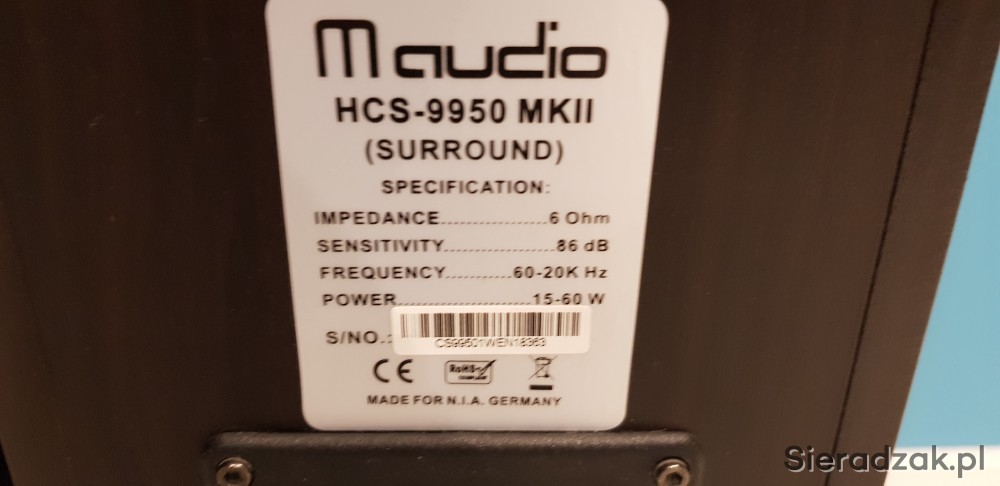 m audio
HCS-9950 MKII
(SURROUND)
SPECIFICATION:
IMPEDANCE....................6 Ohm
SENSITIVITY.....................86 dB
FREQUENCY............60-20K Hz
POWER.........................15-60 W
S/NO.:
CS99501WEN18363
CE
RoHS
COMPLIANT
MADE FOR N.I.A. GERMANY
Sieradzak.pl